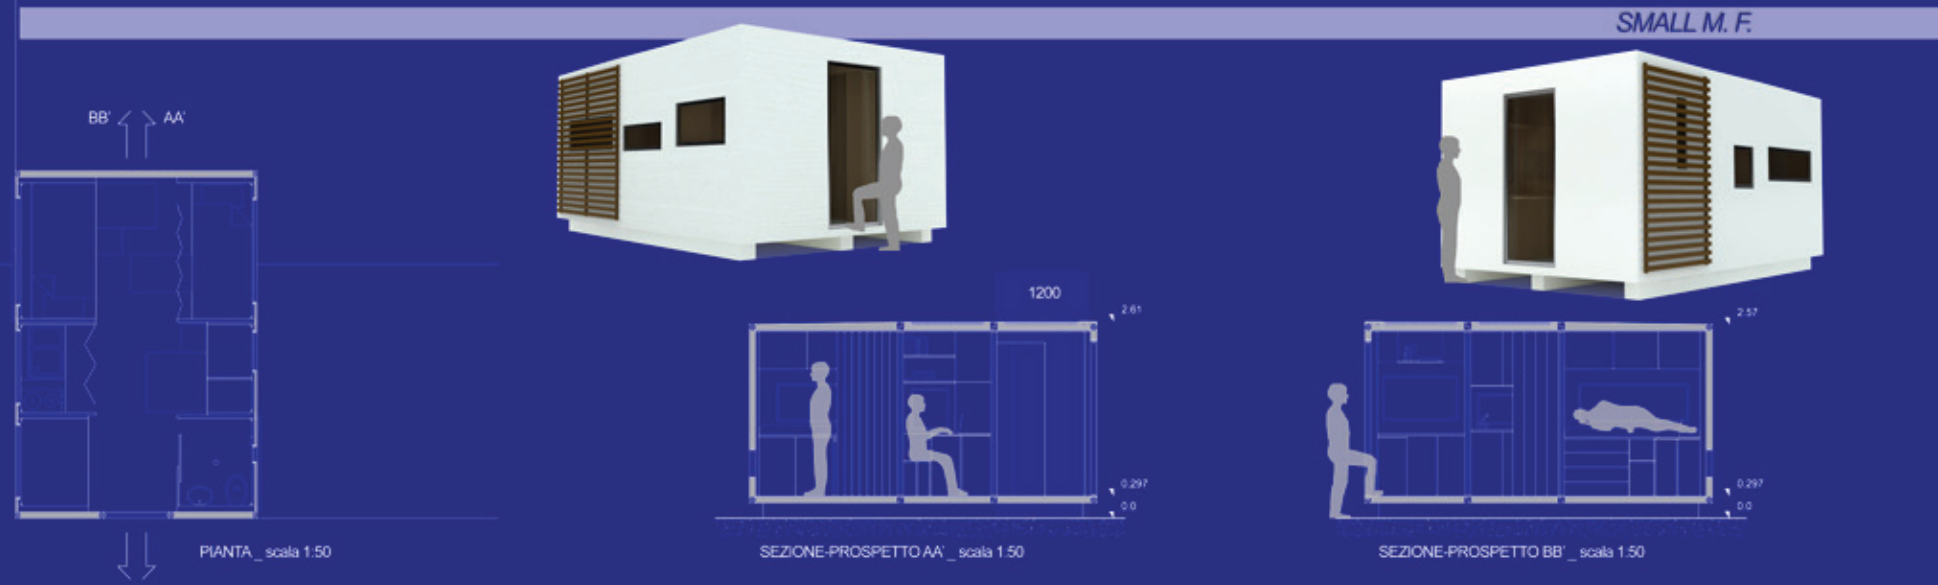 SMALL M. F.
BB' AA'
1200
2.61
2.57
0.297
0.0
0.297
0.0
PIANTA _ scala 1:50
SEZIONE-PROSPETTO AA' _ scala 1:50
SEZIONE-PROSPETTO BB' _ scala 1:50